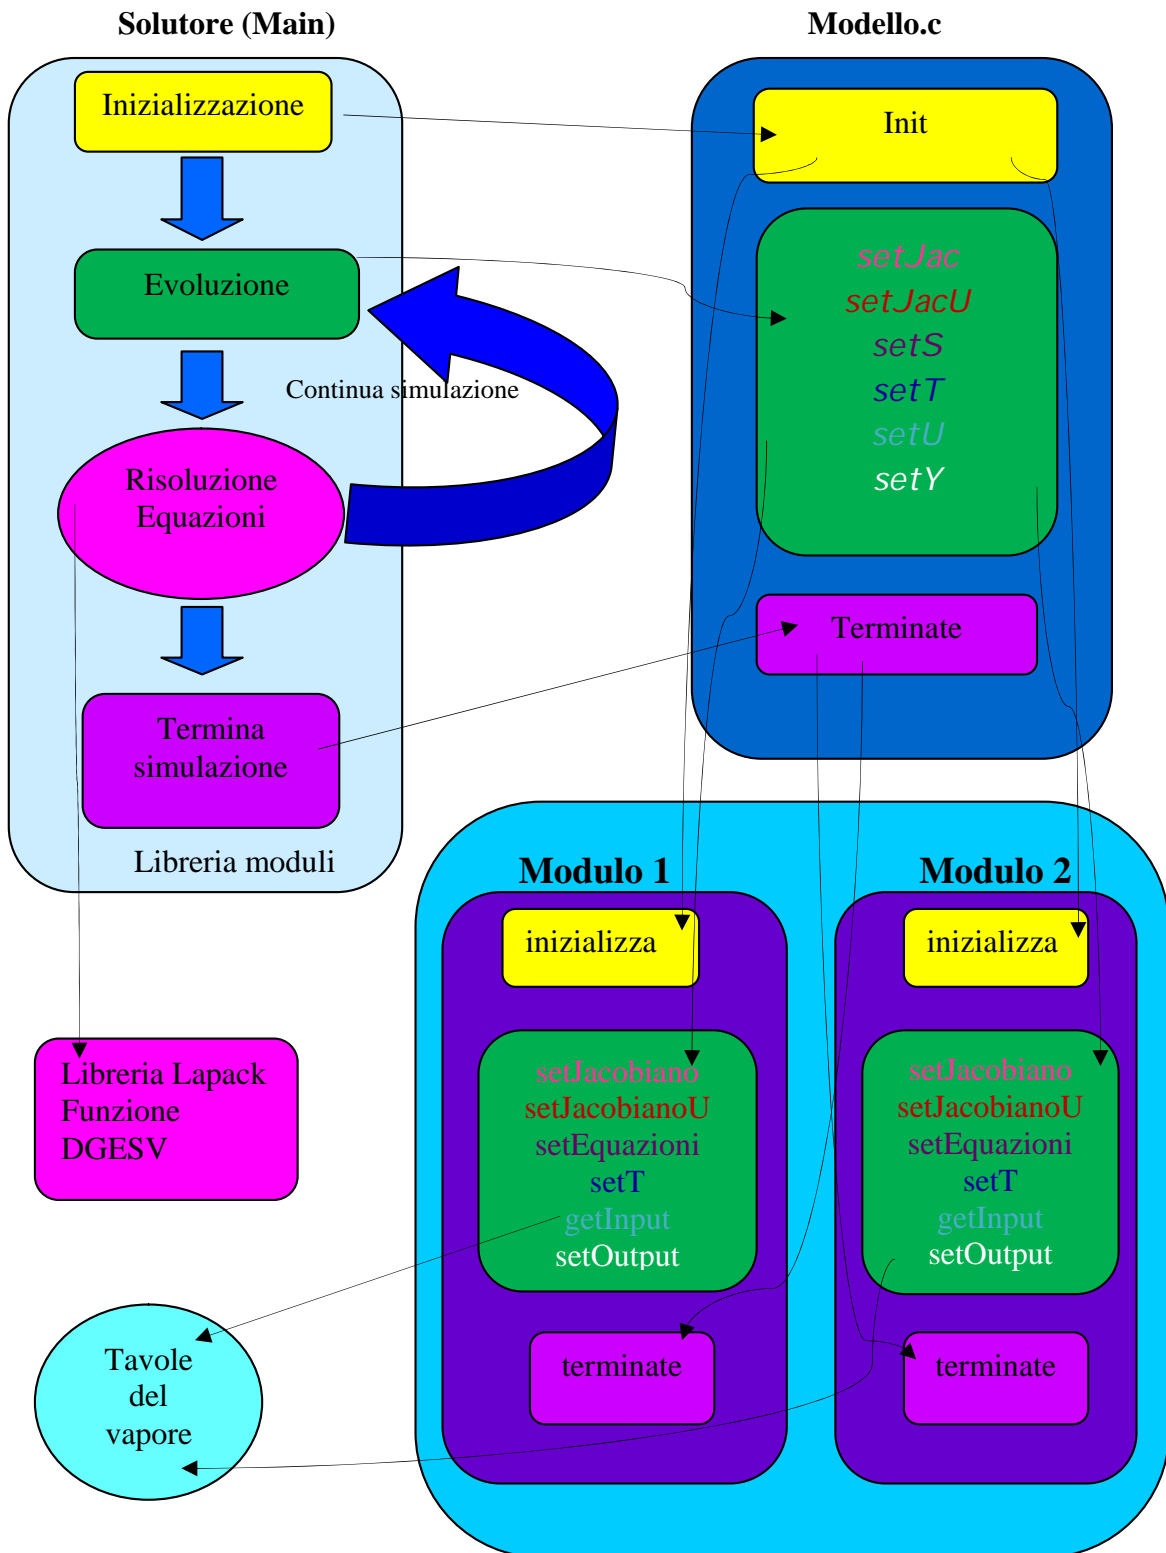 Solutore (Main)
Inizializzazione
Evoluzione
Continua simulazione
Risoluzione
Equazioni
Termina
simulazione
Libreria moduli
Modello.c
Init
setJac
setJacU
setS
setT
setU
setY
Terminate
Modulo 1
inizializza
setJacobiano
setJacobianoU
setEquazioni
setT
getInput
setOutput
terminate
Modulo 2
inizializza
setJacobiano
setJacobianoU
setEquazioni
setT
getInput
setOutput
terminate
Libreria Lapack
Funzione
DGESV
Tavole
del
vapore